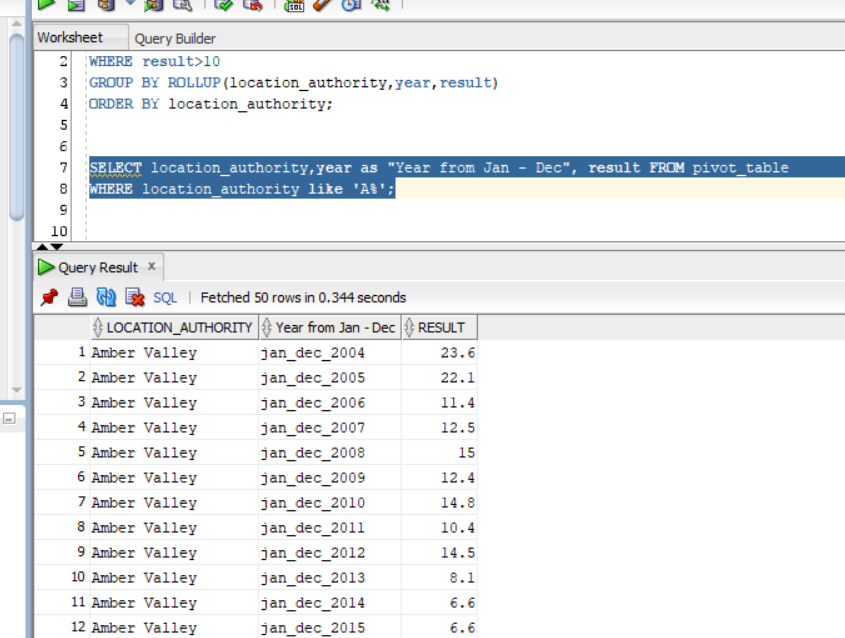 SQL
Worksheet Query Builder
2 WHERE result>10
3 GROUP BY ROLLUP(location_authority,year,result)
4 ORDER BY location_authority;
5
6
7 SELECT location_authority,year as "Year from Jan - Dec", result FROM pivot_table
8 WHERE location_authority like 'A%';
9
10
Query Result x
SQL | Fetched 50 rows in 0.344 seconds
LOCATION_AUTHORITY Year from Jan - Dec RESULT
1 Amber Valley jan_dec_2004 23.6
2 Amber Valley jan_dec_2005 22.1
3 Amber Valley jan_dec_2006 11.4
4 Amber Valley jan_dec_2007 12.5
5 Amber Valley jan_dec_2008 15
6 Amber Valley jan_dec_2009 12.4
7 Amber Valley jan_dec_2010 14.8
8 Amber Valley jan_dec_2011 10.4
9 Amber Valley jan_dec_2012 14.5
10 Amber Valley jan_dec_2013 8.1
11 Amber Valley jan_dec_2014 6.6
12 Amber Valley jan_dec_2015 6.6